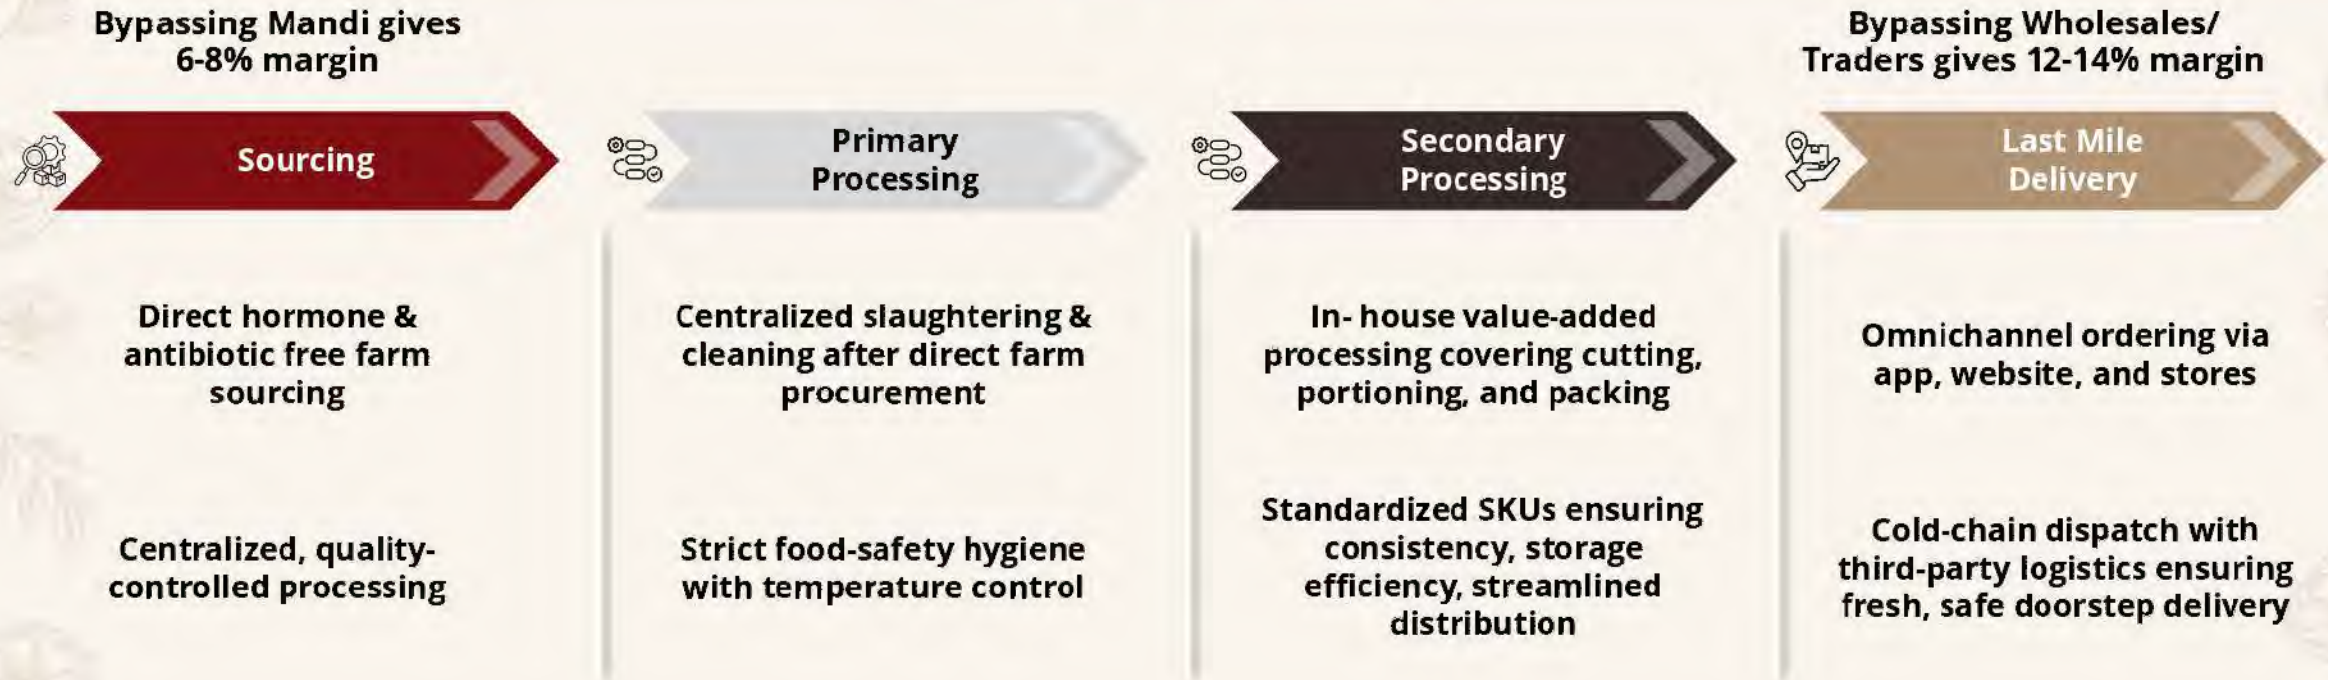 Bypassing Mandi gives
6-8% margin
Bypassing Wholesales/
Traders gives 12-14% margin
Sourcing
Primary
Processing
Secondary
Processing
Last Mile
Delivery
Direct hormone &
antibiotic free farm
sourcing
Centralized, quality-
controlled processing
Centralized slaughtering &
cleaning after direct farm
procurement
Strict food-safety hygiene
with temperature control
In- house value-added
processing covering cutting,
portioning, and packing
Standardized SKUs ensuring
consistency, storage
efficiency, streamlined
distribution
Omnichannel ordering via
app, website, and stores
Cold-chain dispatch with
third-party logistics ensuring
fresh, safe doorstep delivery